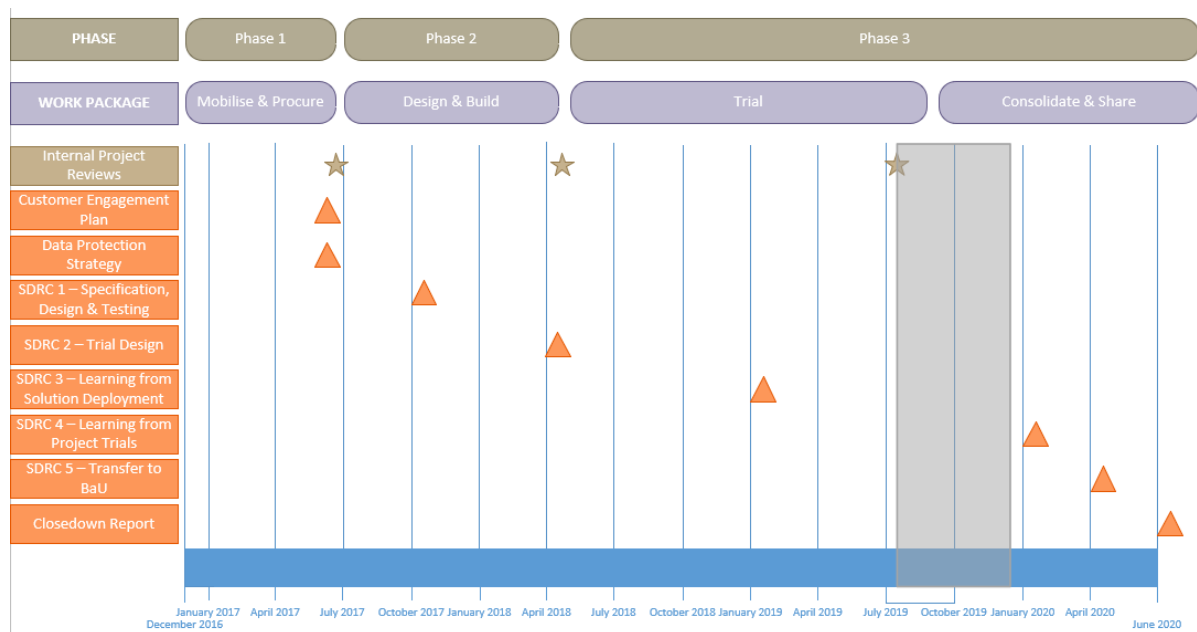 PHASE
Phase 1
Phase 2
Phase 3
WORK PACKAGE
Mobilise & Procure
Design & Build
Trial
Consolidate & Share
Internal Project
Reviews
Customer Engagement
Plan
Data Protection
Strategy
SDRC 1 – Specification,
Design & Testing
SDRC 2 – Trial Design
SDRC 3 – Learning from
Solution Deployment
SDRC 4 – Learning from
Project Trials
SDRC 5 – Transfer to
BaU
Closedown Report
January 2017
April 2017
July 2017
October 2017
January 2018
April 2018
July 2018
October 2018
January 2019
April 2019
July 2019
October 2019
January 2020
April 2020
December 2016
June 2020